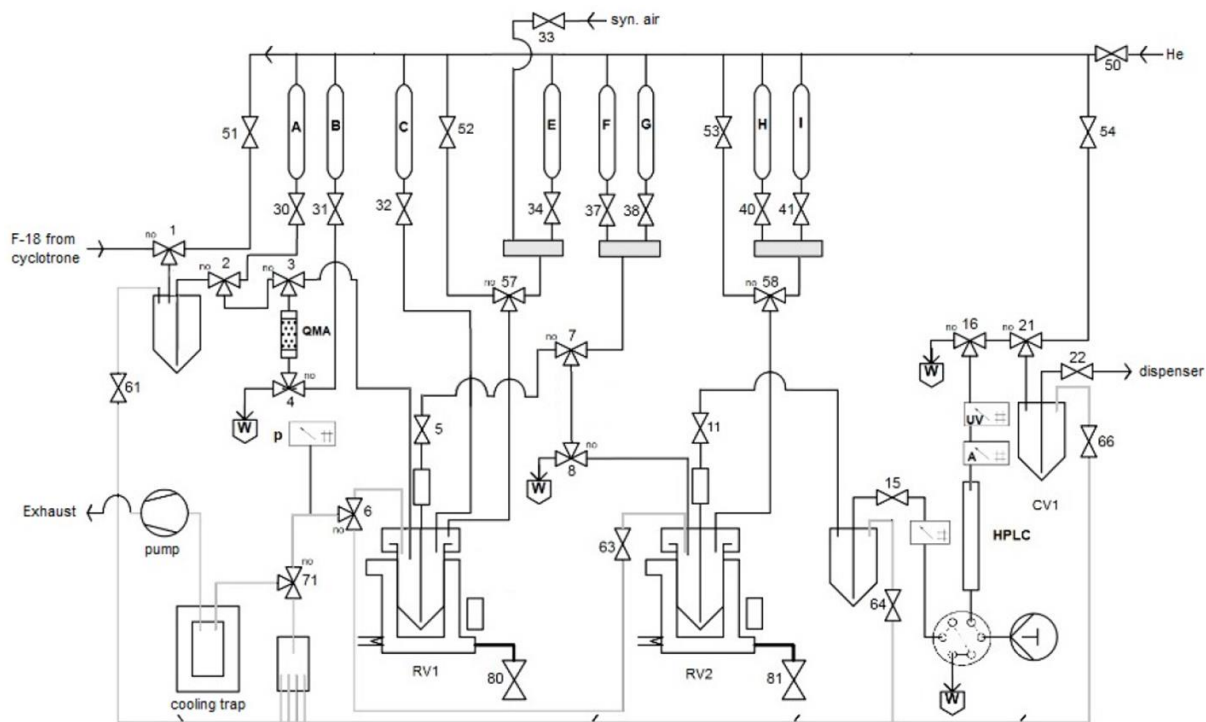 syn. air
33
He
50
A
B
C
E
F
G
H
I
51
52
53
54
30
31
32
34
37
38
40
41
F-18 from
cyclotrone
no
1
no
2
no
3
no
57
no
58
QMA
no
7
no
16
no
21
22
dispenser
W
61
no
4
W
5
11
66
UV
p
no
8
W
A
15
CV1
Exhaust
pump
6
no
63
HPLC
no
71
64
cooling trap
RV1
80
RV2
81
W